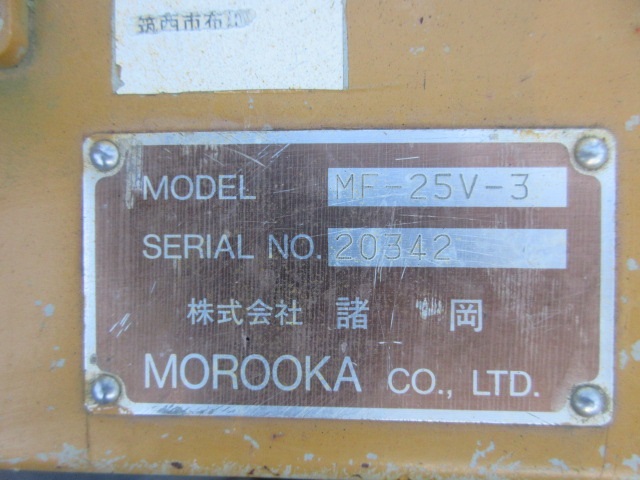 筑西市布川
MODEL MF-25V-3
SERIAL NO. 20342
株式会社 諸 岡
MOROOKA CO., LTD.